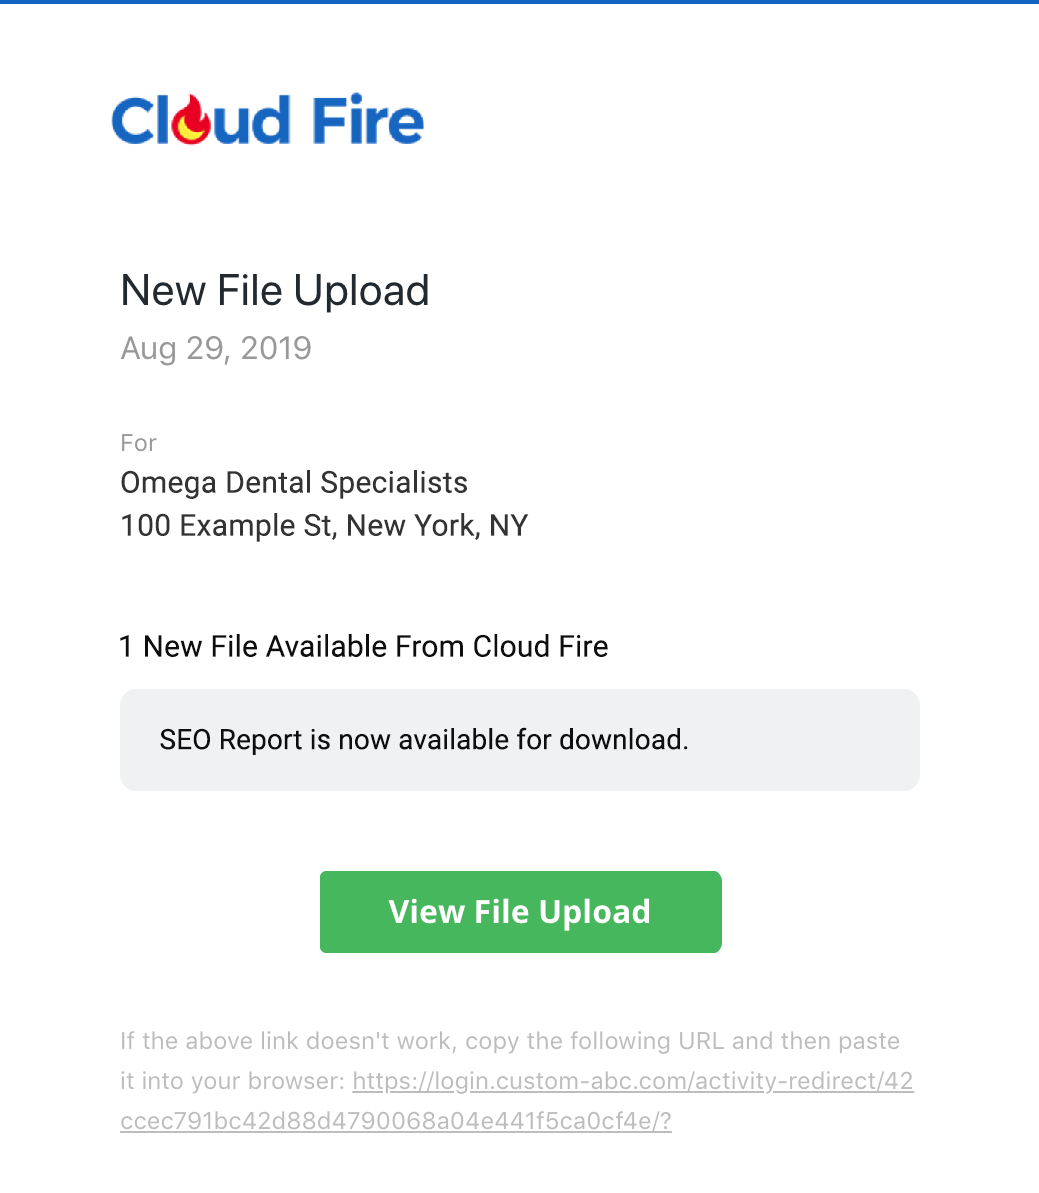 Cloud Fire
New File Upload
Aug 29, 2019
For
Omega Dental Specialists
100 Example St, New York, NY
1 New File Available From Cloud Fire
SEO Report is now available for download.
View File Upload
If the above link doesn't work, copy the following URL and then paste
it into your browser: https://login.custom-abc.com/activity-redirect/42
ccec791bc42d88d4790068a04e441f5ca0cf4e/?